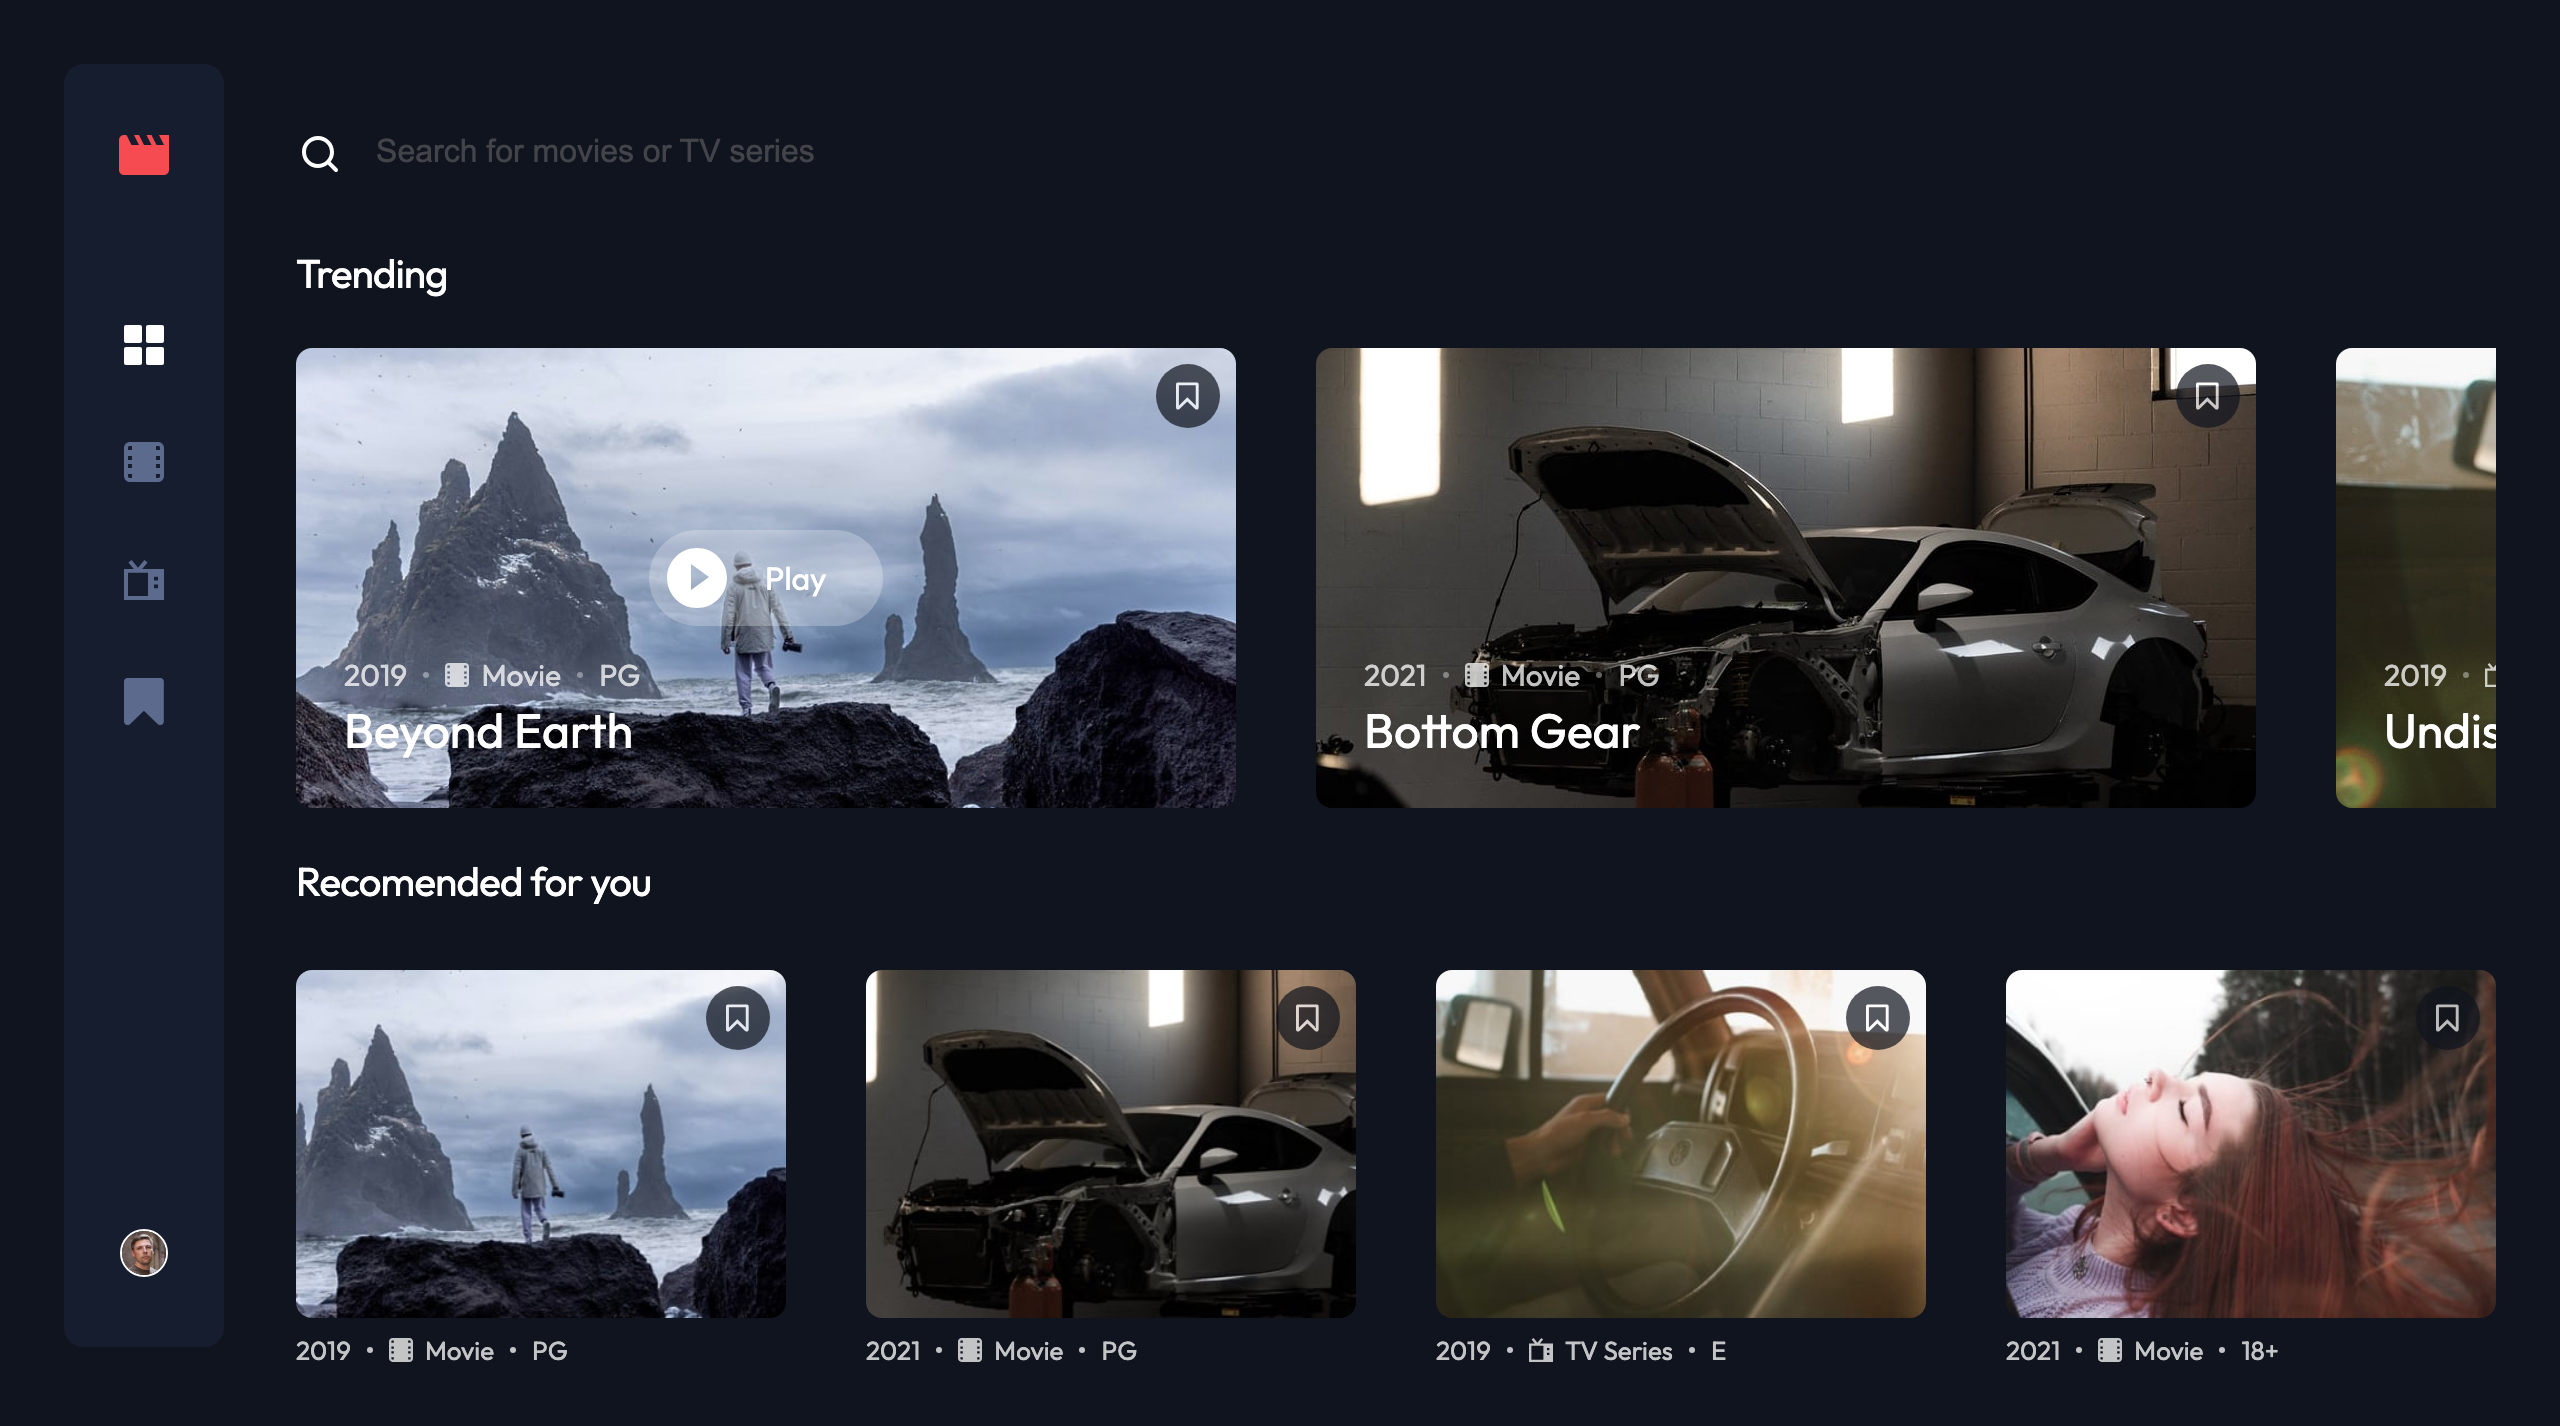 Search for movies or TV series
Trending
Play
2019 • Movie • PG
Beyond Earth
2021 • Movie • PG
Bottom Gear
2019 •
Undis
Recomended for you
2019 • Movie • PG
2021 • Movie • PG
2019 • TV Series • E
2021 • Movie • 18+